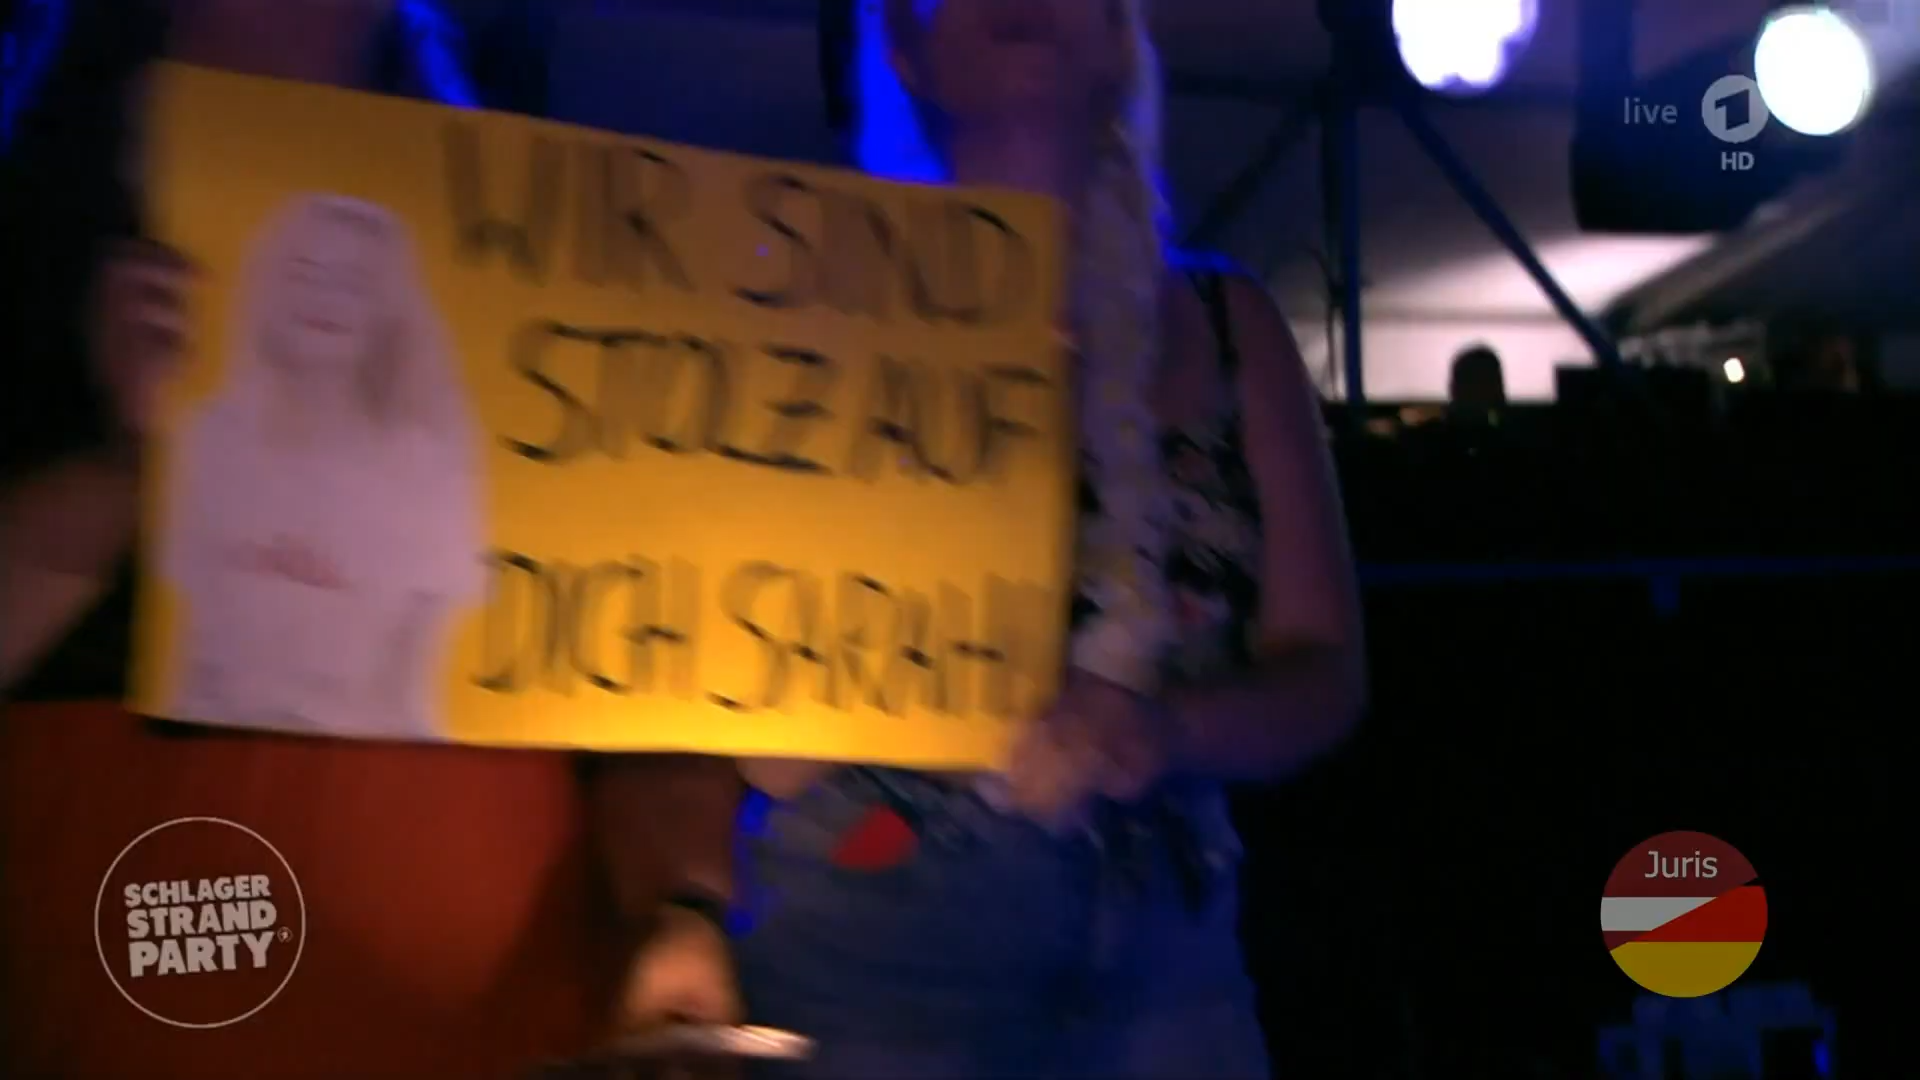 live
HD
WIR SIND
STOLZ AUF
DICH SARAH!
SCHLAGER
STRAND
PARTY
Juris